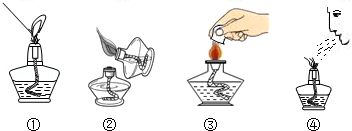 ① ② ③ ④